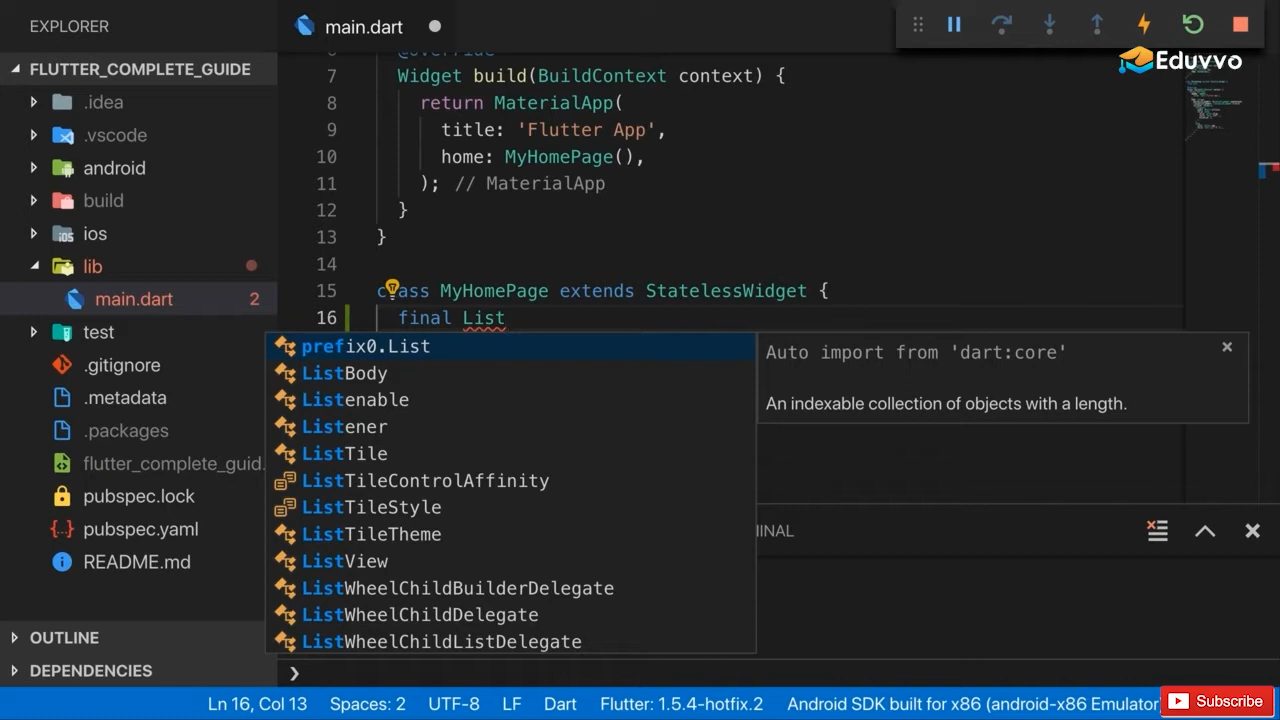 EXPLORER
main.dart
Eduvvo
FLUTTER_COMPLETE_GUIDE
.idea
.vscode
android
build
ios
lib
main.dart 2
test
.gitignore
.metadata
.packages
flutter_complete_guid.
pubspec.lock
pubspec.yaml
README.md
OUTLINE
DEPENDENCIES
6 @override
7 Widget build(BuildContext context) {
8 return MaterialApp(
9 title: 'Flutter App',
10 home: MyHomePage(),
11 ); // MaterialApp
12 }
13 }
14
15 class MyHomePage extends StatelessWidget {
16 final List
prefix0.List
ListBody
Listenable
Listener
ListTile
ListTileControlAffinity
ListTileStyle
ListTileTheme
ListView
ListWheelChildBuilderDelegate
ListWheelChildDelegate
ListWheelChildListDelegate
Auto import from 'dart:core'
An indexable collection of objects with a length.
INAL
Ln 16, Col 13 Spaces: 2 UTF-8 LF Dart Flutter: 1.5.4-hotfix.2 Android SDK built for x86 (android-x86 Emulator)
Subscribe